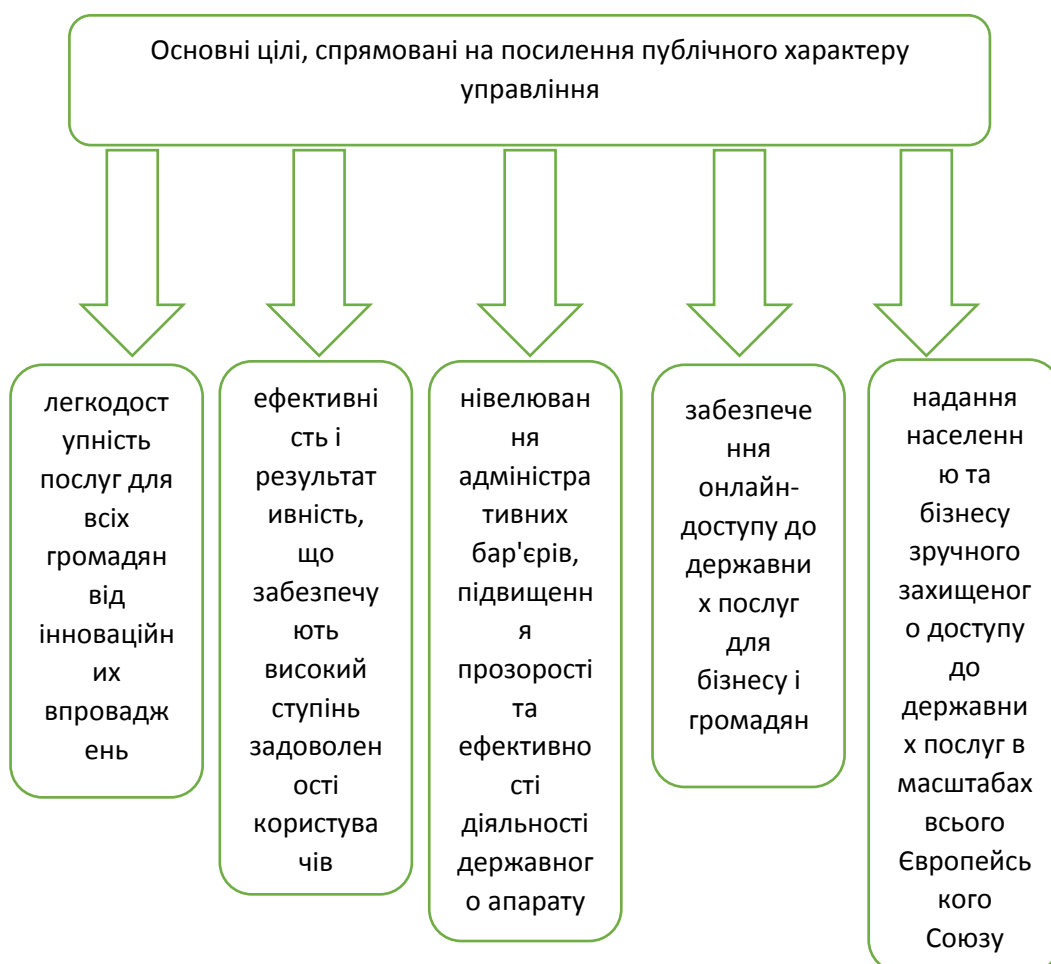 Основні цілі, спрямовані на посилення публічного характеру
управління
легкодост
упність
послуг для
всіх
громадян
від
інноваційн
их
впроваджень
ефективні
сть і
результат
ивність,
що
забезпечу
ють
високий
ступінь
задоволен
ості
користува
чів
нівелюван
ня
адміністра
тивних
бар'єрів,
підвищенн
я
прозорості
та
ефективно
сті
діяльності
державног
о апарату
забезпече
ння
онлайн-
доступу до
державни
х послуг
для
бізнесу і
громадян
надання
населенн
ю та
бізнесу
зручного
захищеног
о доступу
до
державни
х послуг в
масштабах
всього
Європейсь
кого
Союзу